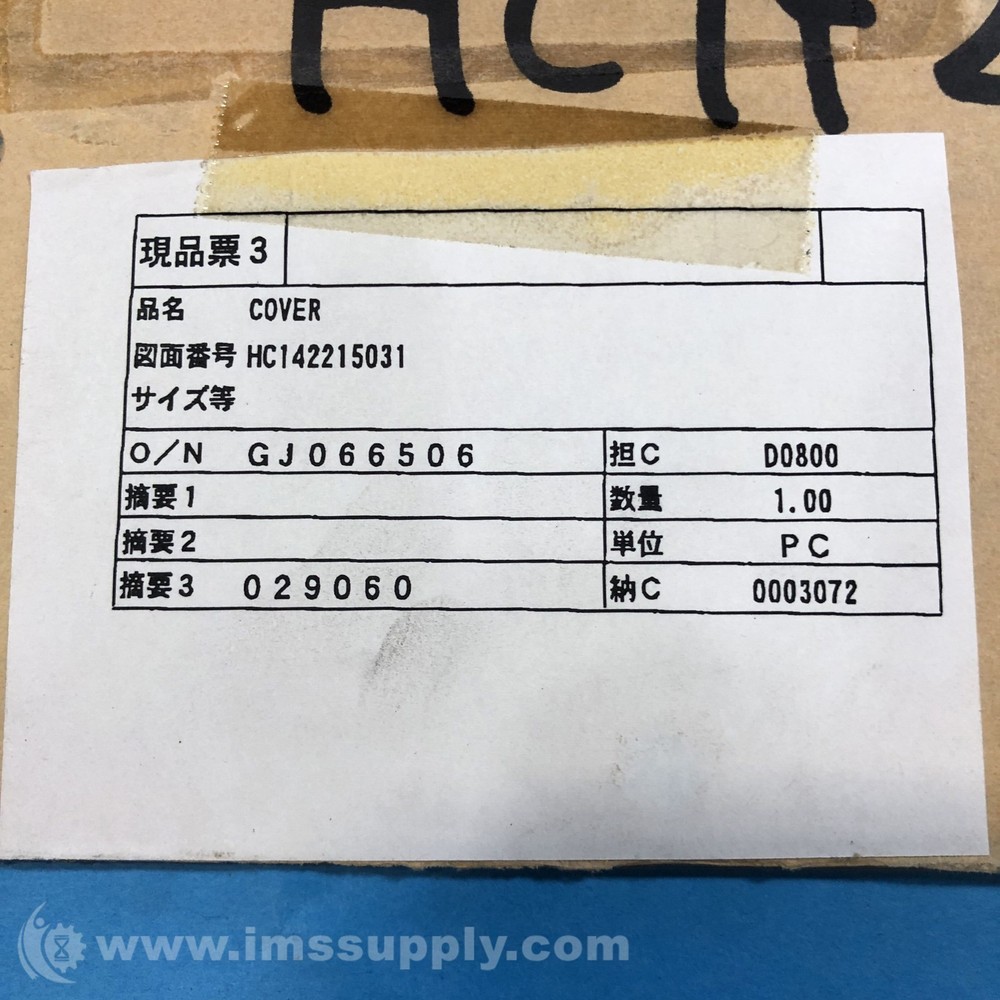 HC142
現品票3
品名 COVER
図面番号 HC142215031
サイズ等
O/N GJ066506 担C D0800
摘要1 数量 1.00
摘要2 単位 PC
摘要3 029060 納C 0003072
www.imssupply.com